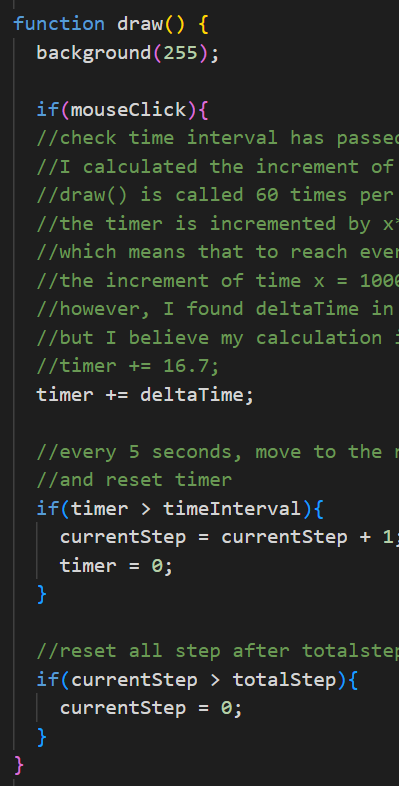 function draw() {
background(255);
if(mouseClick){
//check time interval has passed
//I calculated the increment of
//draw() is called 60 times per
//the timer is incremented by x*
//which means that to reach ever
//the increment of time x = 1000
//however, I found deltaTime in
//but I believe my calculation i
//timer += 16.7;
timer += deltaTime;
//every 5 seconds, move to the n
//and reset timer
if(timer > timeInterval){
currentStep = currentStep + 1;
timer = 0;
}
//reset all step after totalstep
if(currentStep > totalStep){
currentStep = 0;
}
}